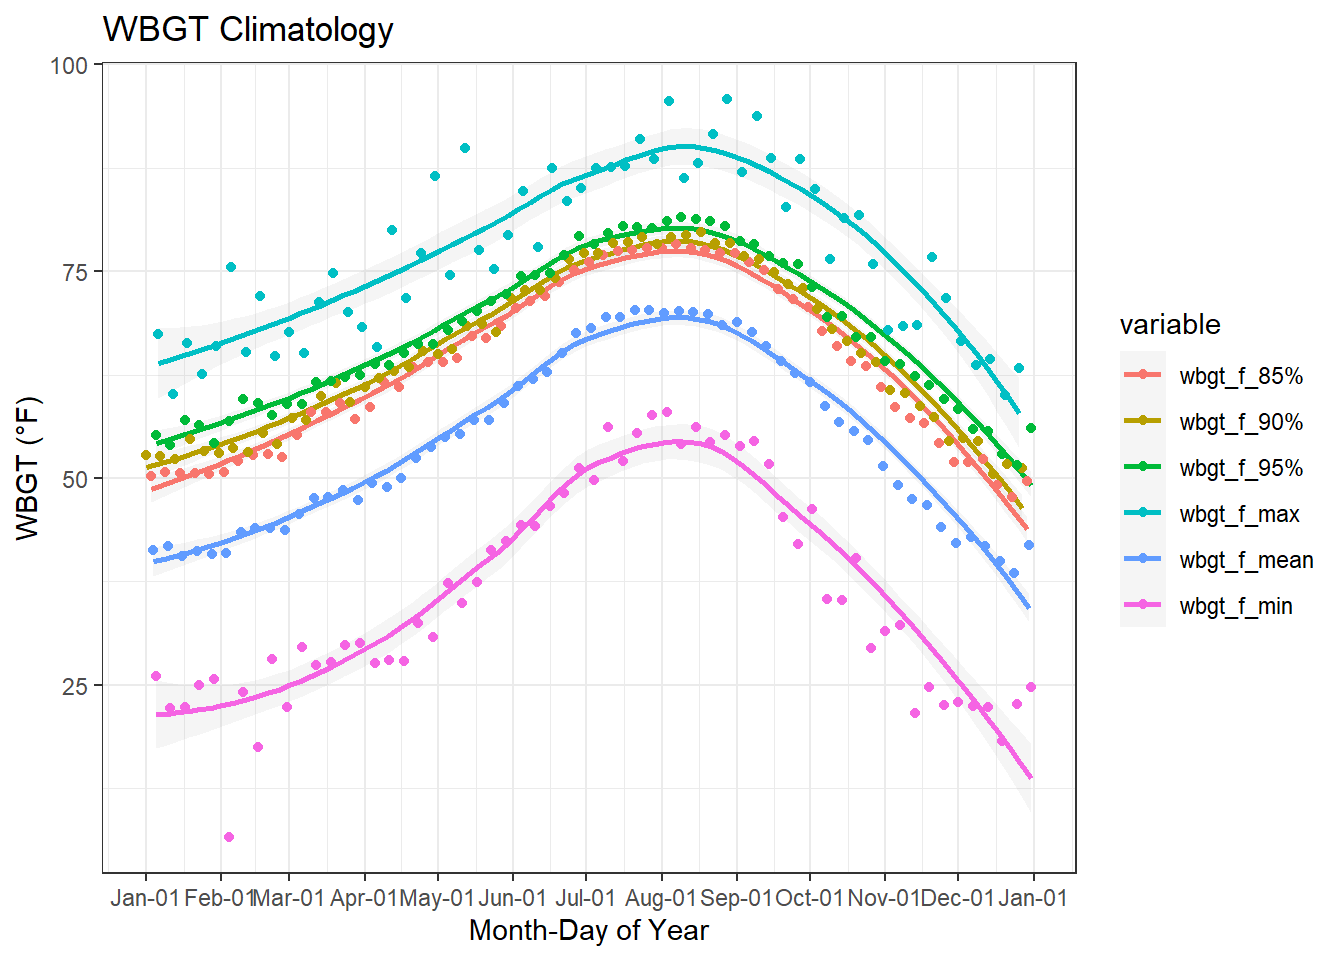 WBGT Climatology
WBGT (°F)
100
75
50
25
Jan-01 Feb-01 Mar-01 Apr-01 May-01 Jun-01 Jul-01 Aug-01 Sep-01 Oct-01 Nov-01 Dec-01 Jan-01
Month-Day of Year
variable
wbgt_f_85%
wbgt_f_90%
wbgt_f_95%
wbgt_f_max
wbgt_f_mean
wbgt_f_min